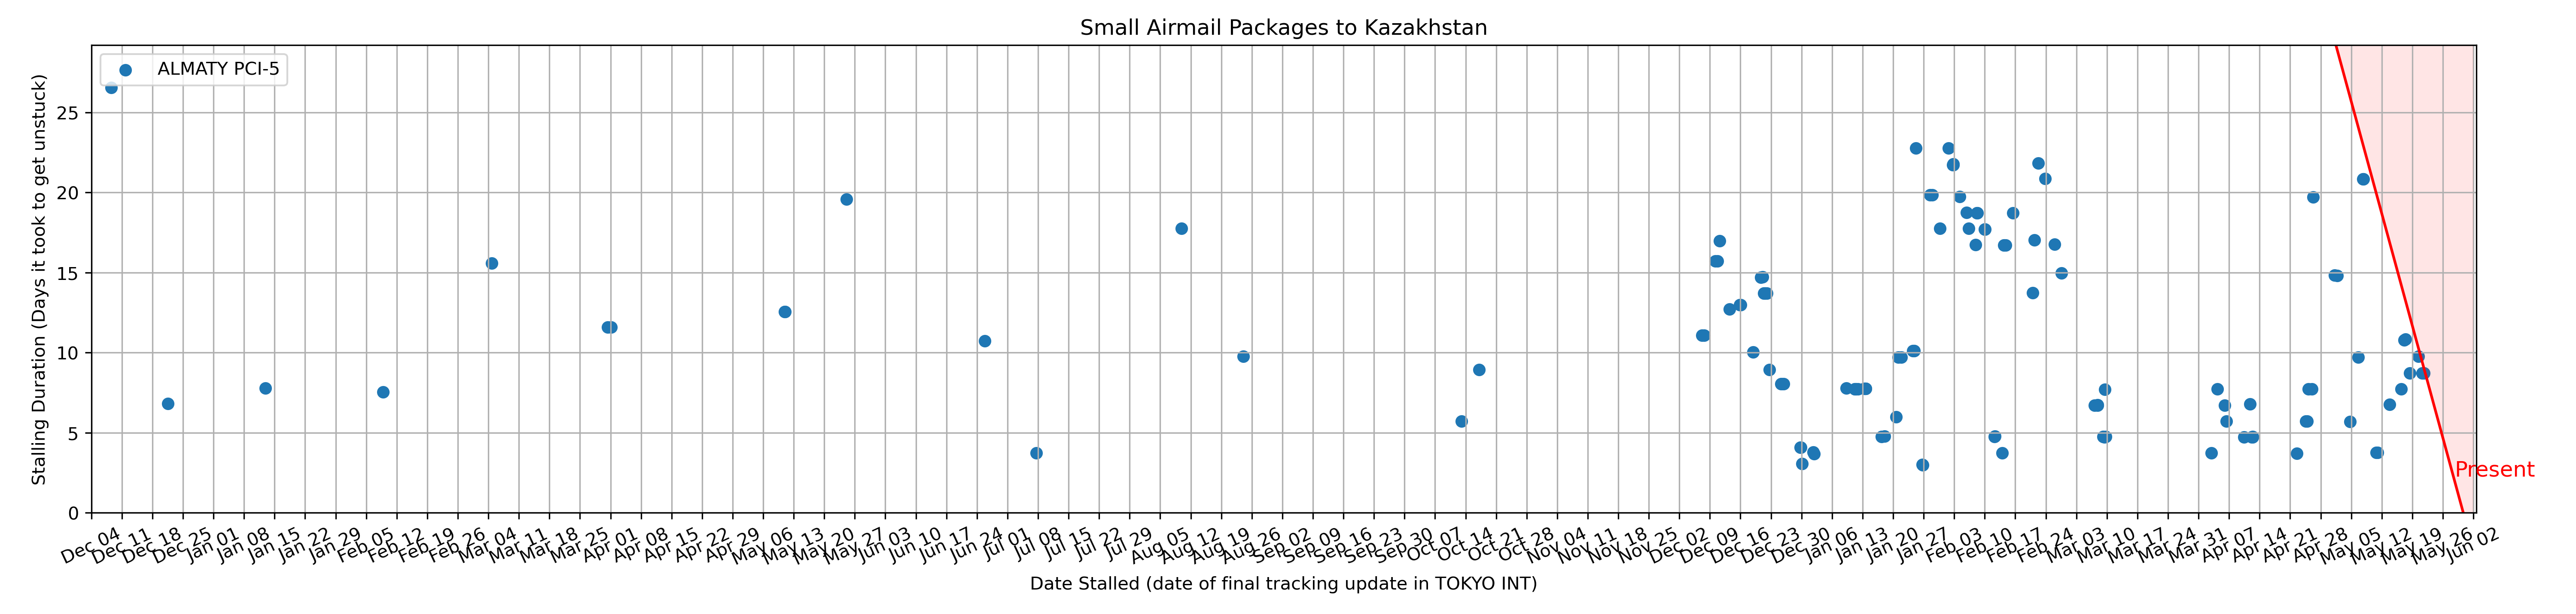 Small Airmail Packages to Kazakhstan
ALMATY PCI-5
Stalling Duration (Days it took to get unstuck)
25
20
15
10
5
0
Present
Dec 04 Dec 11 Dec 18 Dec 25 Jan 01 Jan 08 Jan 15 Jan 22 Jan 29 Feb 05 Feb 12 Feb 19 Feb 26 Mar 04 Mar 11 Mar 18 Mar 25 Apr 01 Apr 08 Apr 15 Apr 22 Apr 29 May 06 May 13 May 20 May 27 Jun 03 Jun 10 Jun 17 Jun 24 Jul 01 Jul 08 Jul 15 Jul 22 Jul 29 Aug 05 Aug 12 Aug 19 Aug 26 Sep 02 Sep 09 Sep 16 Sep 23 Sep 30 Oct 07 Oct 14 Oct 21 Oct 28 Nov 04 Nov 11 Nov 18 Nov 25 Dec 02 Dec 09 Dec 16 Dec 23 Dec 30 Jan 06 Jan 13 Jan 20 Jan 27 Feb 03 Feb 10 Feb 17 Feb 24 Mar 03 Mar 10 Mar 17 Mar 24 Mar 31 Apr 07 Apr 14 Apr 21 Apr 28 May 05 May 12 May 19 May 26 Jun 02
Date Stalled (date of final tracking update in TOKYO INT)